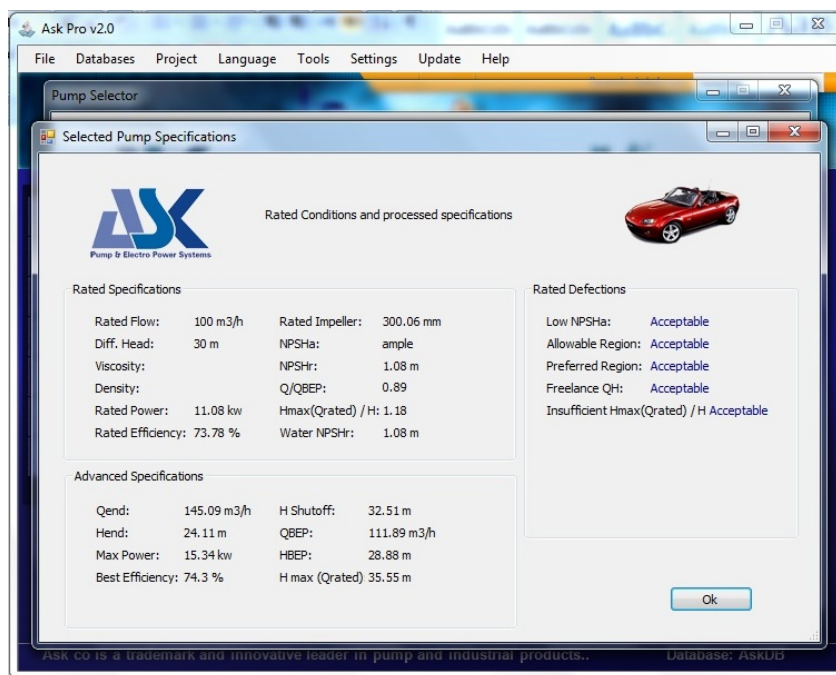 Ask Pro v2.0
File Databases Project Language Tools Settings Update Help
Pump Selector
Selected Pump Specifications
ASK
Pump & Electro Power Systems
Rated Conditions and processed specifications
Rated Specifications
Rated Flow: 100 m3/h Rated Impeller: 300.06 mm
Diff. Head: 30 m NPSHa: ample
Viscosity: NPSHr: 1.08 m
Density: Q/QBEP: 0.89
Rated Power: 11.08 kw Hmax(Qrated) / H: 1.18
Rated Efficiency: 73.78 % Water NPSHr: 1.08 m
Rated Defections
Low NPSHa: Acceptable
Allowable Region: Acceptable
Preferred Region: Acceptable
Freelance QH: Acceptable
Insufficient Hmax(Qrated) / H Acceptable
Advanced Specifications
Qend: 145.09 m3/h H Shutoff: 32.51 m
Hend: 24.11 m QBEP: 111.89 m3/h
Max Power: 15.34 kw HBEP: 28.88 m
Best Efficiency: 74.3 % H max (Qrated) 35.55 m
Ok
Ask co is a trademark and innovative leader in pump and industrial products.. Database: AskDB